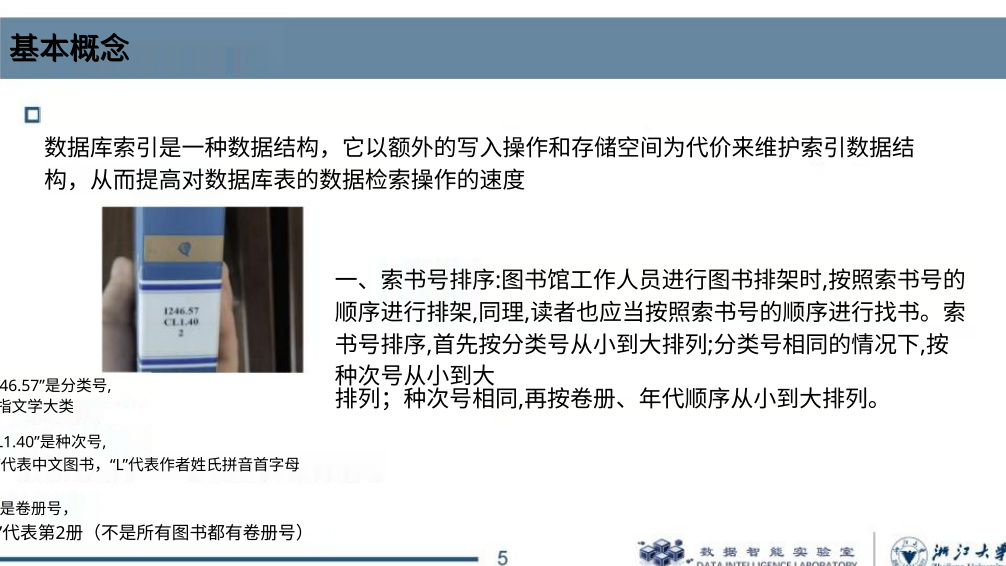 基本概念
数据库索引是一种数据结构，它以额外的写入操作和存储空间为代价来维护索引数据结
构，从而提高对数据库表的数据检索操作的速度
I246.57
CL1.40
2
一、索书号排序:图书馆工作人员进行图书排架时,按照索书号的
顺序进行排架,同理,读者也应当按照索书号的顺序进行找书。索
书号排序,首先按分类号从小到大排列;分类号相同的情况下,按
种次号从小到大
排列；种次号相同,再按卷册、年代顺序从小到大排列。
46.57”是分类号,
指文学大类
L1.40”是种次号,
代表中文图书，“L”代表作者姓氏拼音首字母
是卷册号，
”代表第2册（不是所有图书都有卷册号）
5
数据智能实验室
DATA INTELLIGENCE LABORATORY
浙江大学